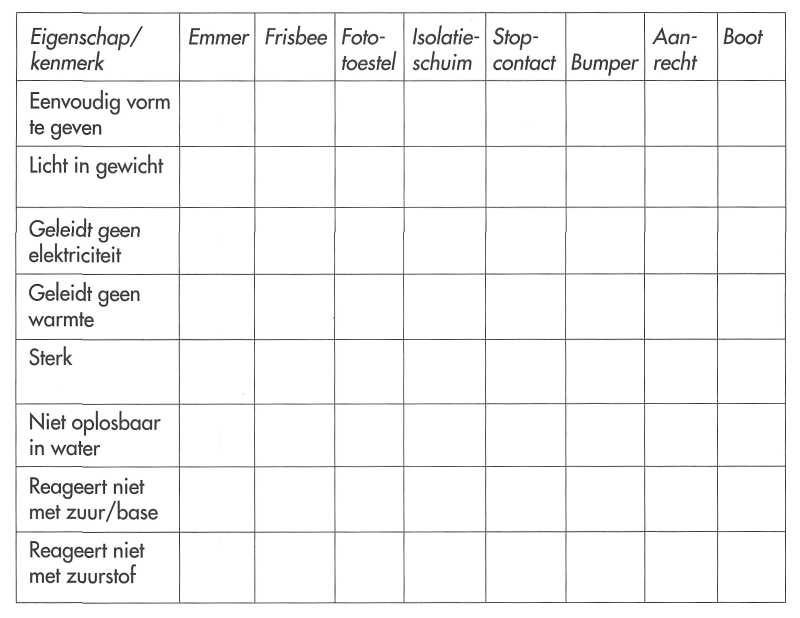 Eigenschap/ Emmer Frisbee Foto- Isolatie- Stop- Aan- Boot
kenmerk toestel schuim contact Bumper recht
Eenvoudig vorm
te geven
Licht in gewicht
Geleidt geen
elektriciteit
Geleidt geen
warmte
Sterk
Niet oplosbaar
in water
Reageert niet
met zuur/base
Reageert niet
met zuurstof